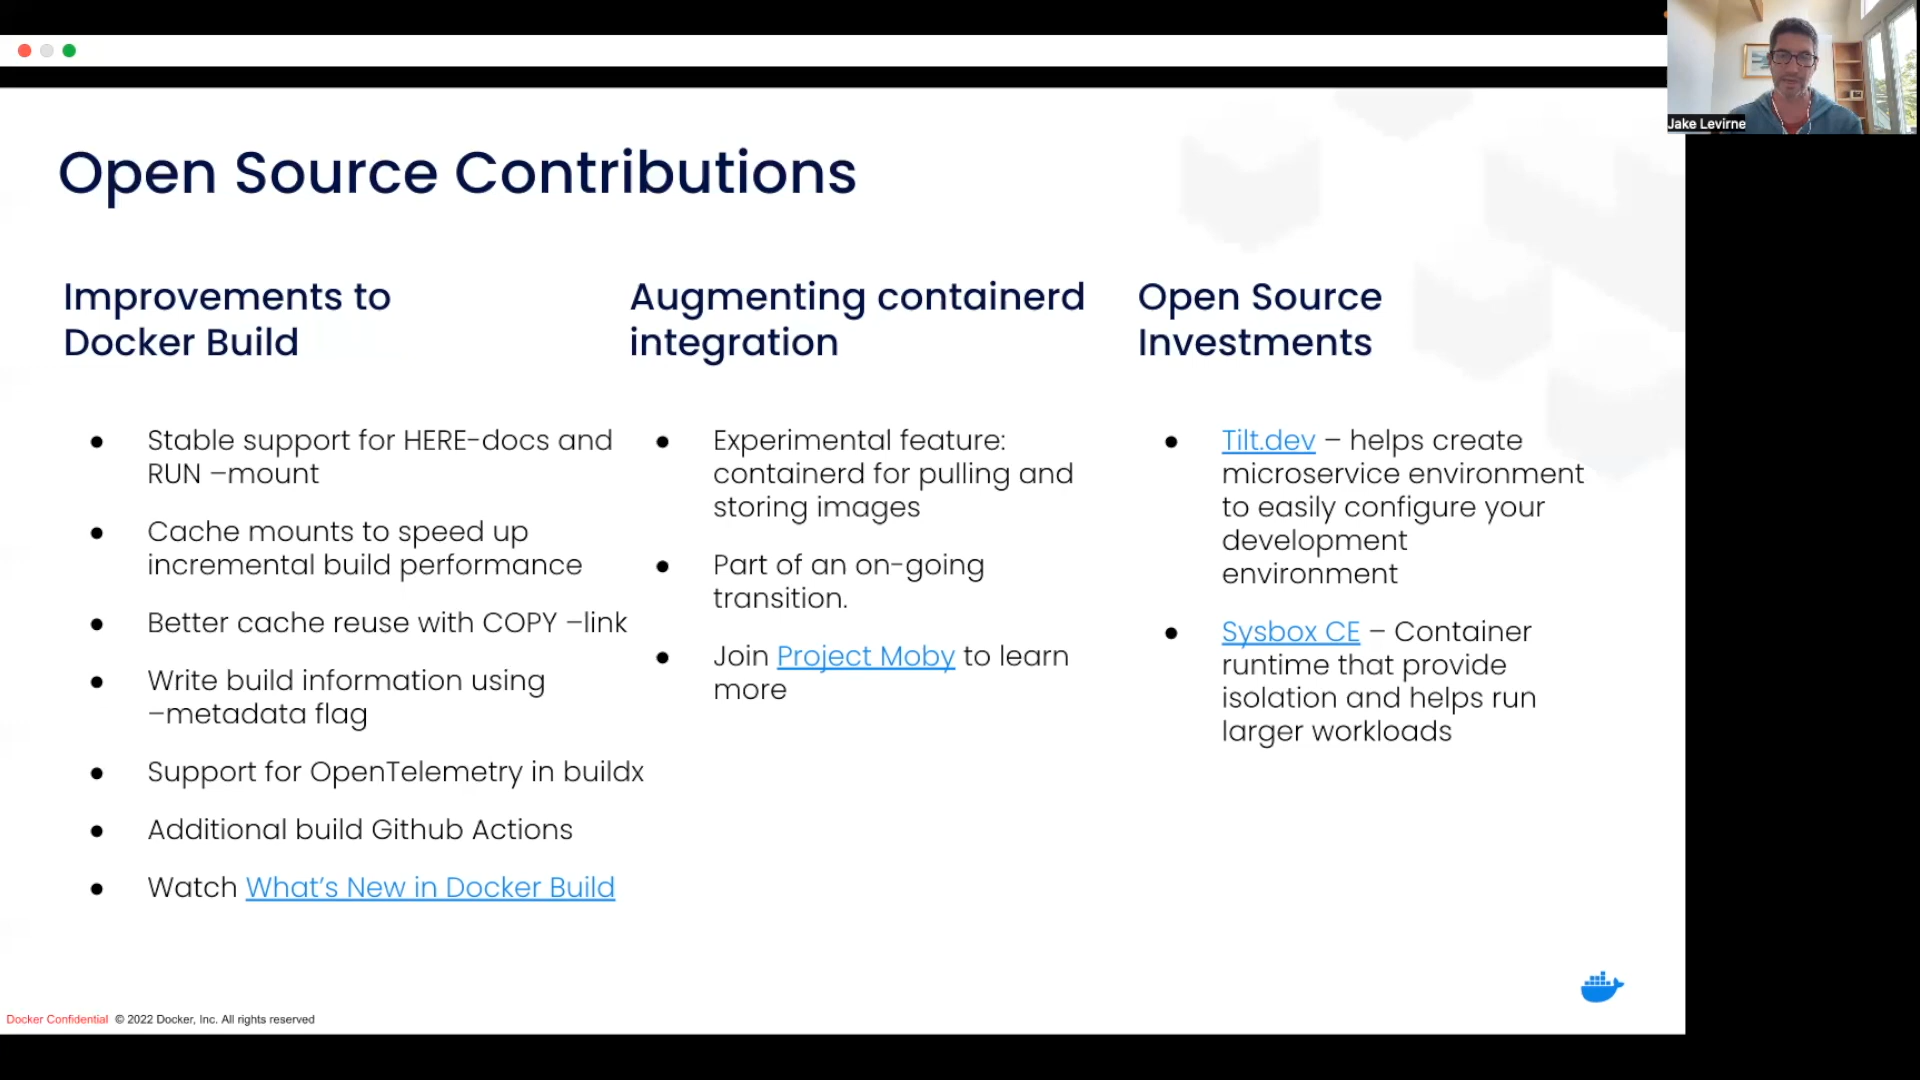 Jake Levirne
Open Source Contributions
Improvements to
Docker Build
● Stable support for HERE-docs and
RUN –mount
● Cache mounts to speed up
incremental build performance
● Better cache reuse with COPY –link
● Write build information using
–metadata flag
● Support for OpenTelemetry in buildx
● Additional build Github Actions
● Watch What's New in Docker Build
Augmenting containerd
integration
● Experimental feature:
containerd for pulling and
storing images
● Part of an on-going
transition.
● Join Project Moby to learn
more
Open Source
Investments
● Tilt.dev – helps create
microservice environment
to easily configure your
development
environment
● Sysbox CE – Container
runtime that provide
isolation and helps run
larger workloads
Docker Confidential © 2022 Docker, Inc. All rights reserved